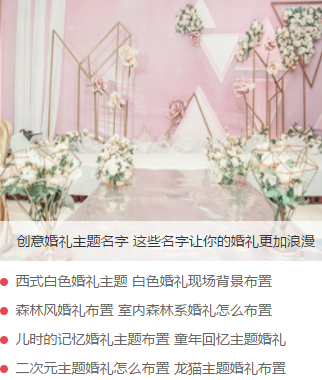 创意婚礼主题名字 这些名字让你的婚礼更加浪漫
西式白色婚礼主题 白色婚礼现场背景布置
森林风婚礼布置 室内森林系婚礼怎么布置
儿时的记忆婚礼主题布置 童年回忆主题婚礼
二次元主题婚礼怎么布置 龙猫主题婚礼布置